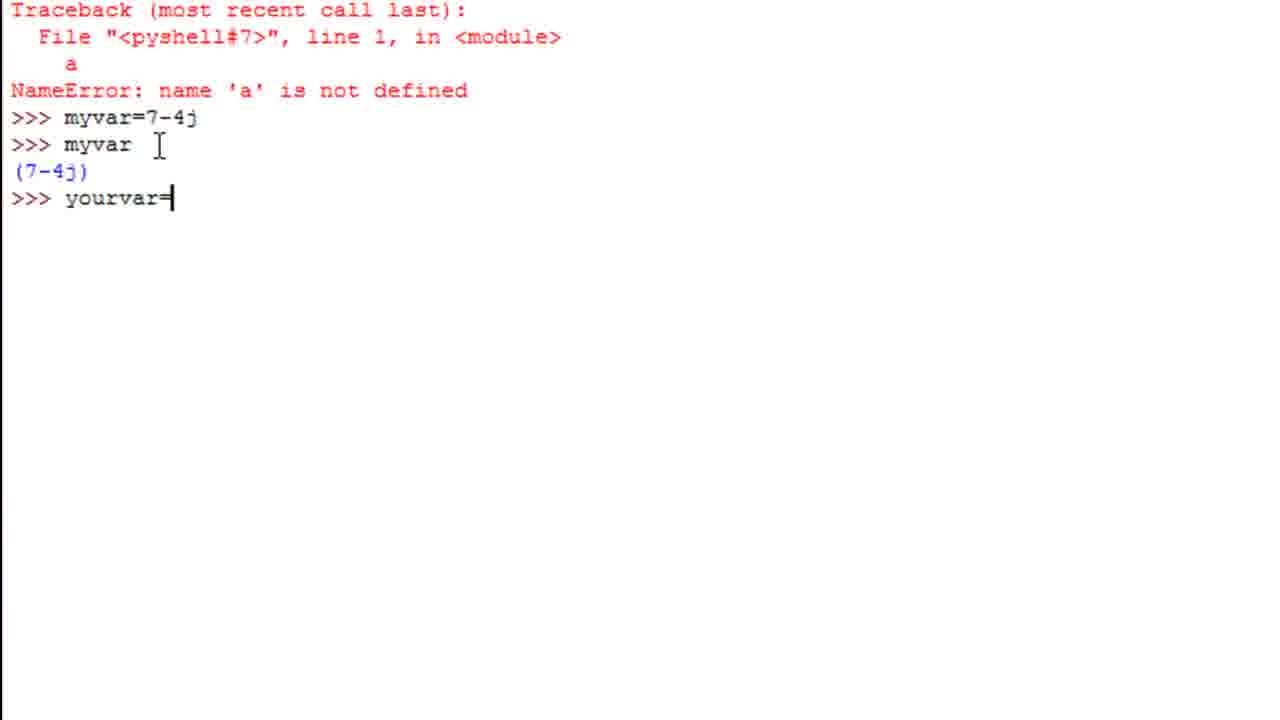 Traceback (most recent call last):
  File "<pyshell#7>", line 1, in <module>
    a
NameError: name 'a' is not defined
>>> myvar=7-4j
>>> myvar
(7-4j)
>>> yourvar=